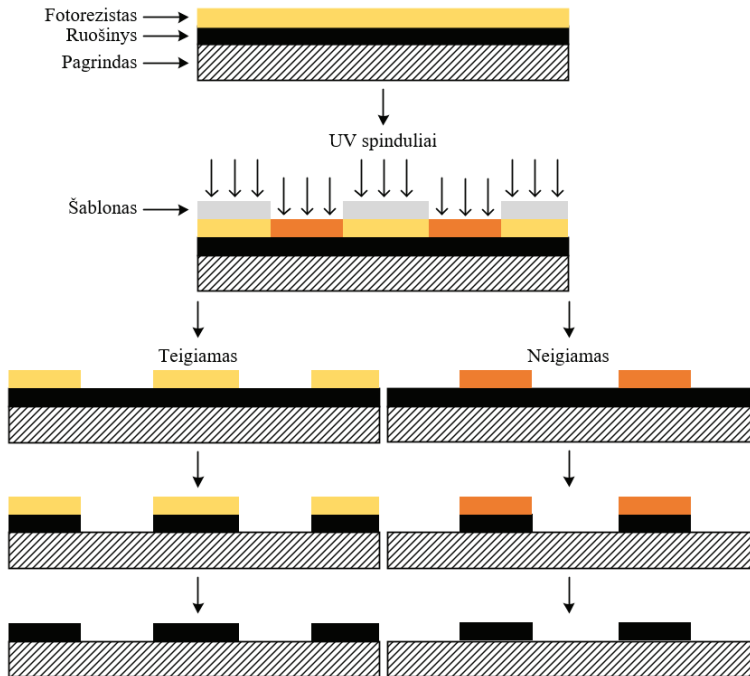 Fotorezistas
Ruošinys
Pagrindas
UV spinduliai
Šablonas
Teigiamas
Neigiamas